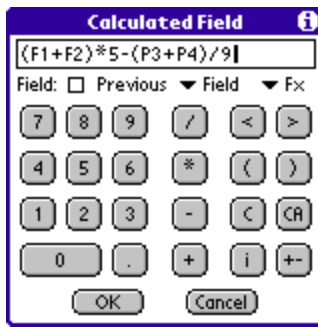 Calculated Field i
(F1+F2)*5-(P3+P4)/9
Field: Previous Field Fx
7 8 9 / < >
4 5 6 * ( )
1 2 3 - C CA
0 . + i +-
OK Cancel